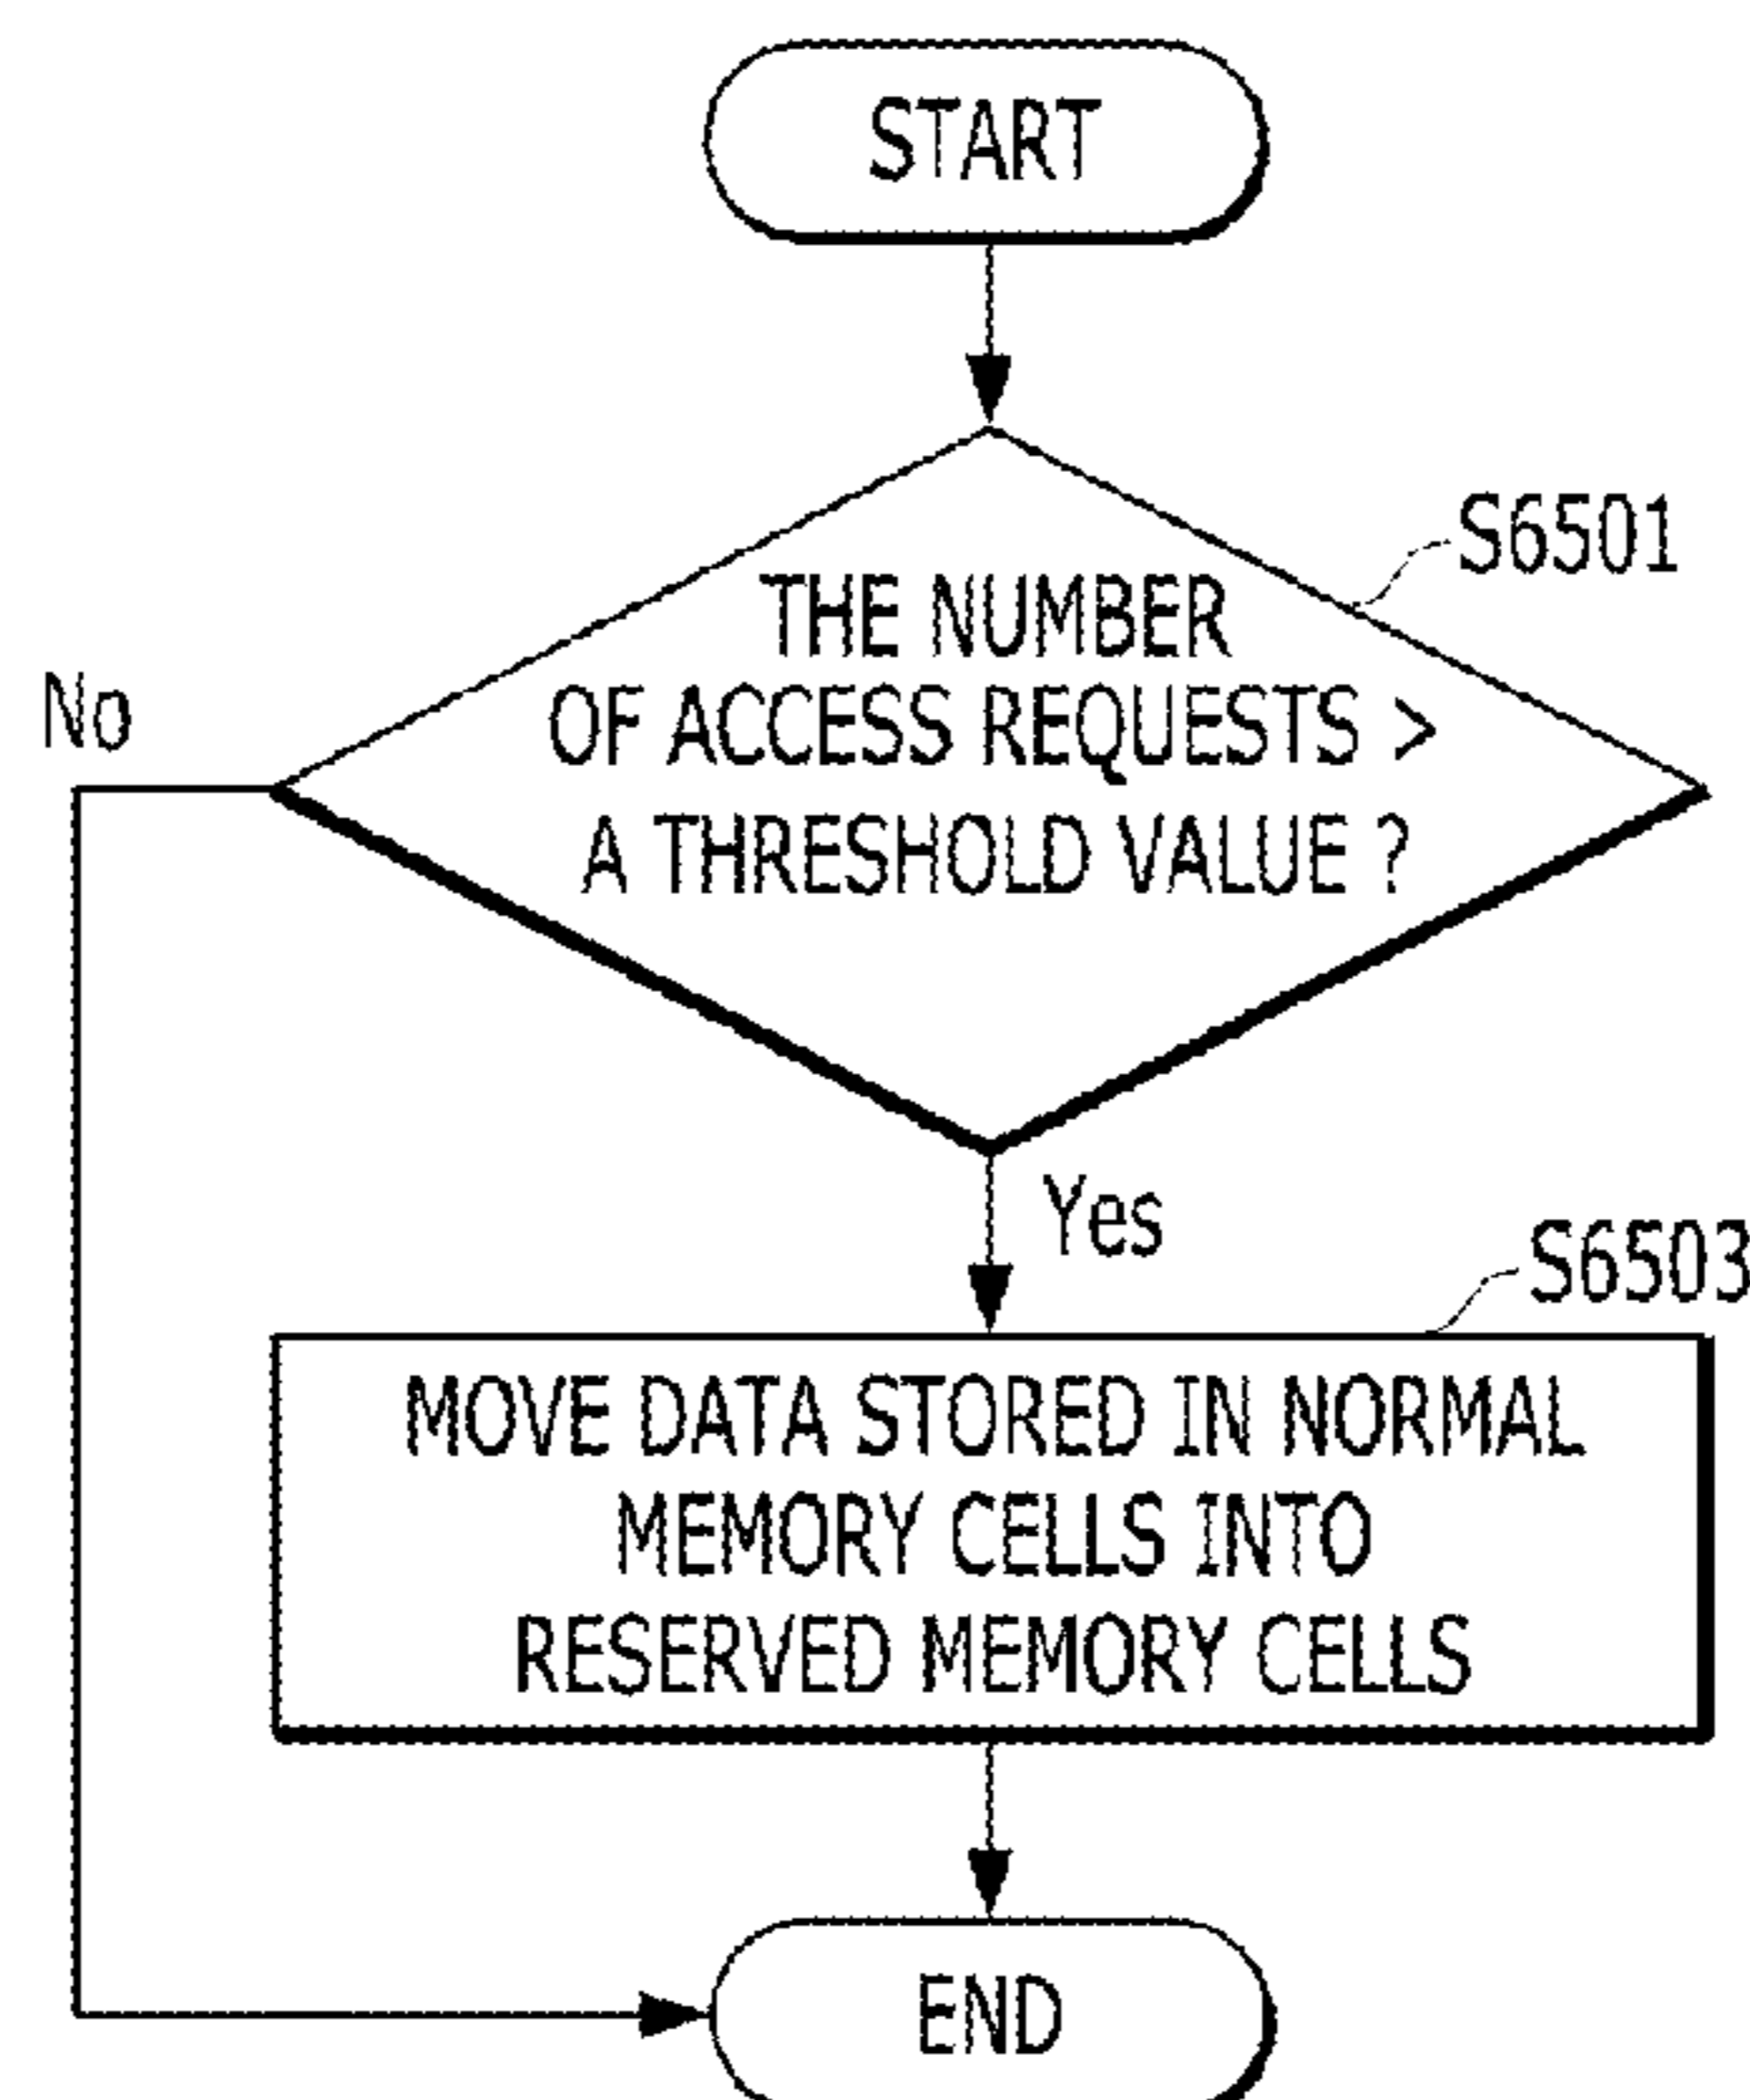 START
S6501
THE NUMBER
OF ACCESS REQUESTS >
A THRESHOLD VALUE ?
No
Yes
S6503
MOVE DATA STORED IN NORMAL
MEMORY CELLS INTO
RESERVED MEMORY CELLS
END